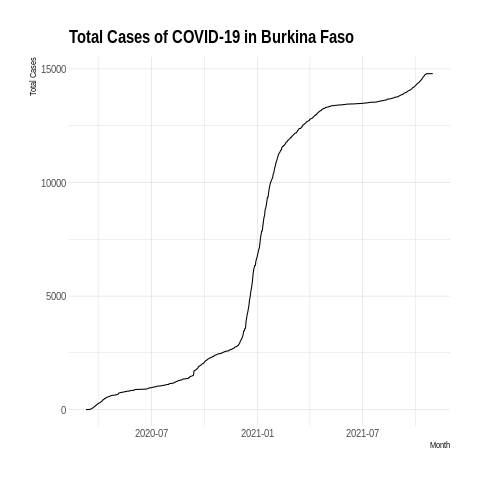 Total Cases of COVID-19 in Burkina Faso
Total Cases
15000
10000
5000
0
2020-07 2021-01 2021-07
Month